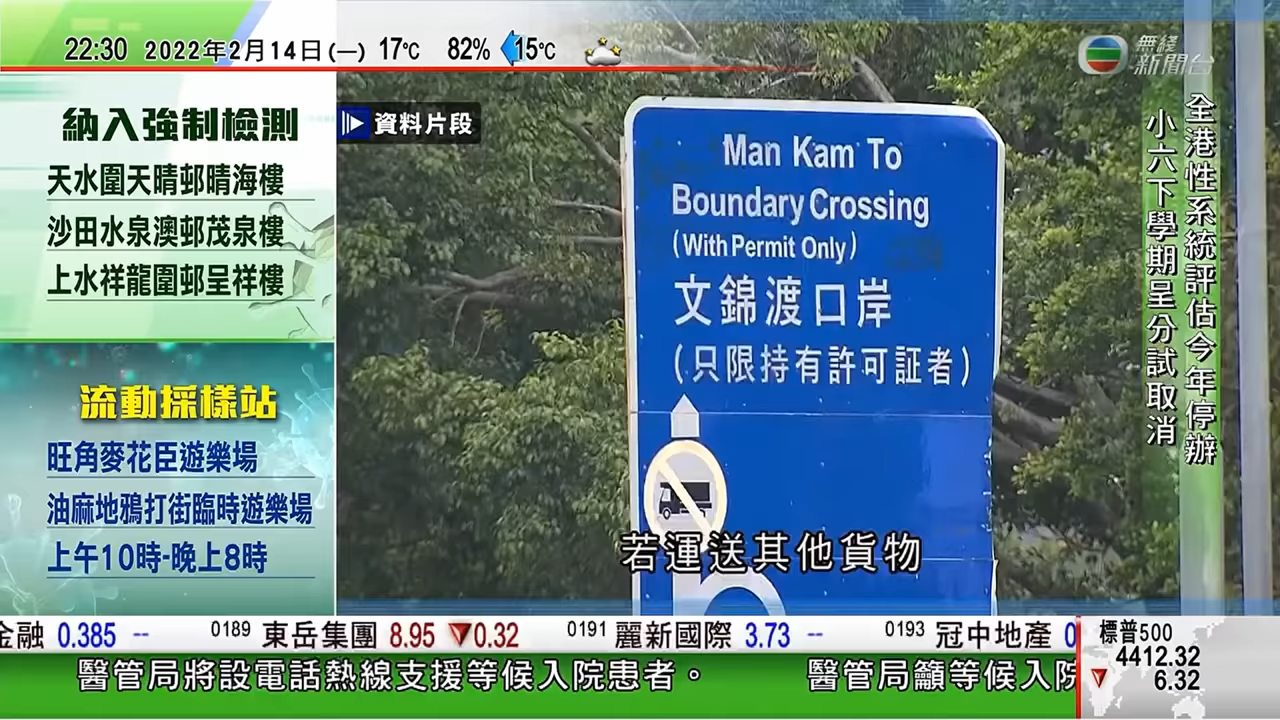 22:30 2022年2月14日(一) 17℃ 82% 15℃
無綫
新聞台
納入強制檢測
天水圍天晴邨晴海樓
沙田水泉澳邨茂泉樓
上水祥龍圍邨呈祥樓
流動採樣站
旺角麥花臣遊樂場
油麻地鴉打街臨時遊樂場
上午10時-晚上8時
資料片段
Man Kam To
Boundary Crossing
(With Permit Only)
文錦渡口岸
(只限持有許可証者)
若運送其他貨物
全港性系統評估今年停辦
小六下學期呈分試取消
金融 0.385 -- 0189 東岳集團 8.95 ▼0.32 0191 麗新國際 3.73 -- 0193 冠中地產 0
標普500
4412.32
▼ 6.32
醫管局將設電話熱線支援等候入院患者。 醫管局籲等候入院